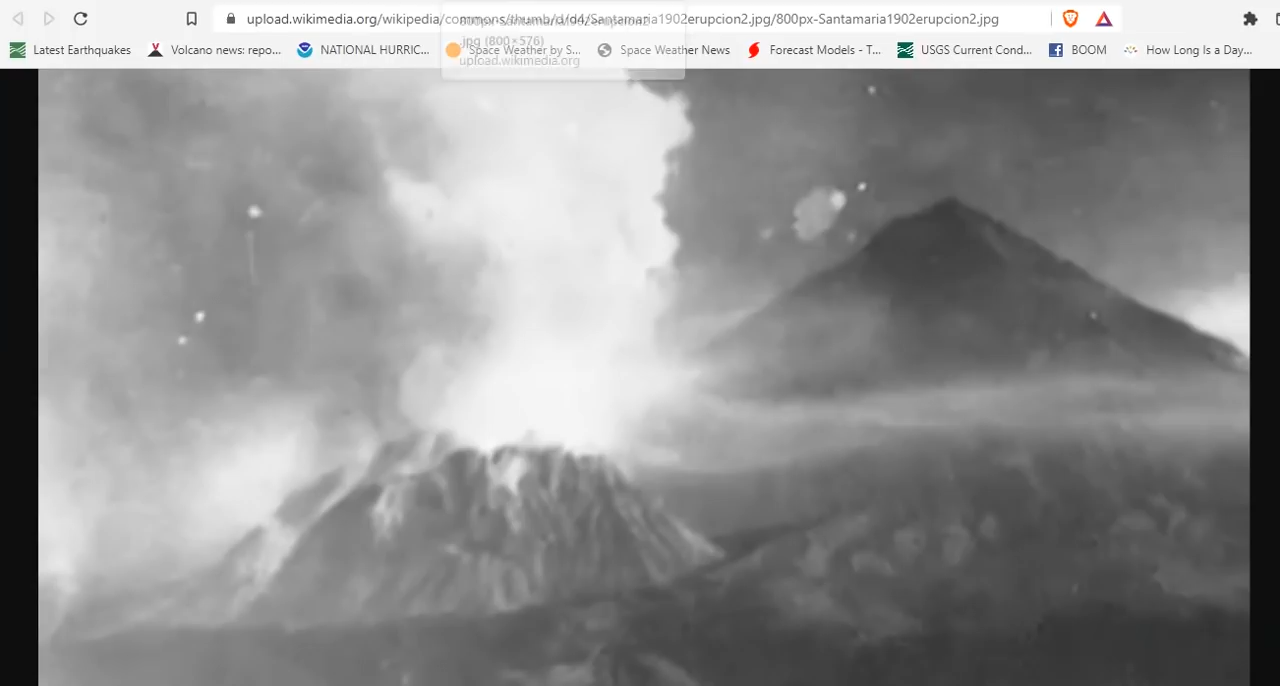 upload.wikimedia.org/wikipedia/commons/thumb/d/d4/Santamaria1902erupcion2.jpg/800px-Santamaria1902erupcion2.jpg
.jpg (800×576)
upload.wikimedia.org
Latest Earthquakes
Volcano news: repo...
NATIONAL HURRIC...
Space Weather by S...
Space Weather News
Forecast Models - T...
USGS Current Cond...
BOOM
How Long Is a Day...